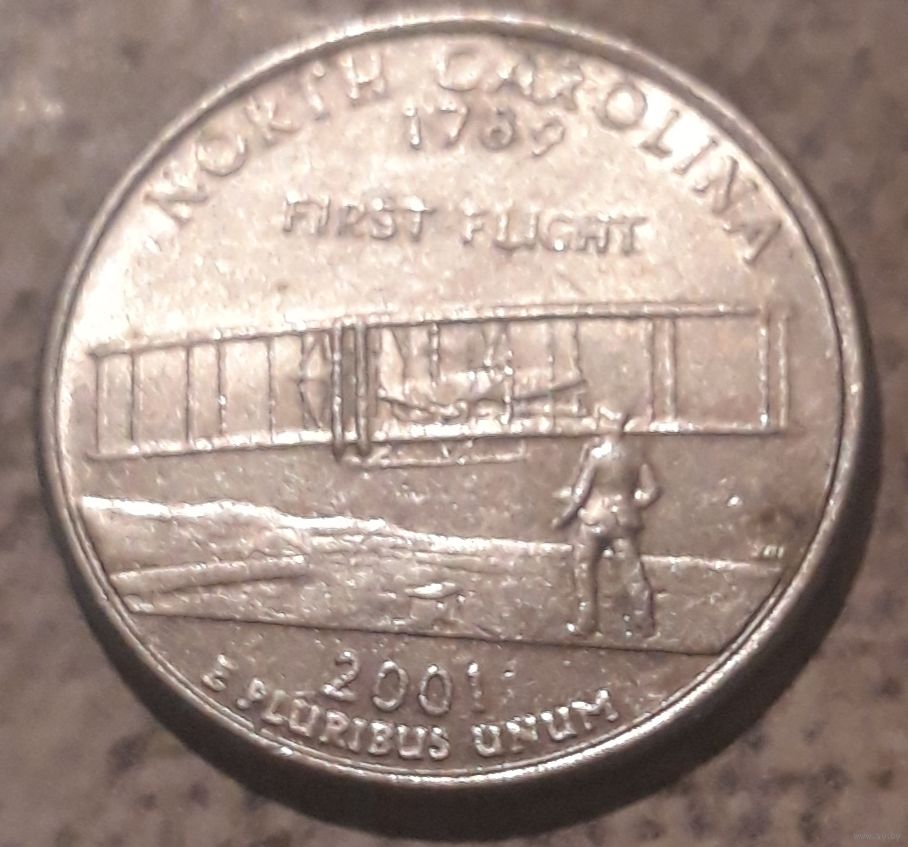 NORTH CAROLINA
1789
FIRST FLIGHT
2001
E PLURIBUS UNUM